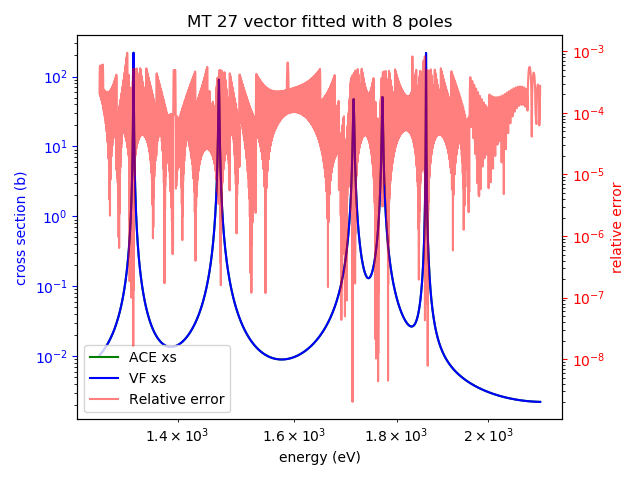 MT 27 vector fitted with 8 poles
10²
10¹
10⁰
10⁻¹
10⁻²
cross section (b)
10⁻³
10⁻⁴
10⁻⁵
10⁻⁶
10⁻⁷
10⁻⁸
relative error
ACE xs
VF xs
Relative error
1.4 × 10³
1.6 × 10³
1.8 × 10³
2 × 10³
energy (eV)